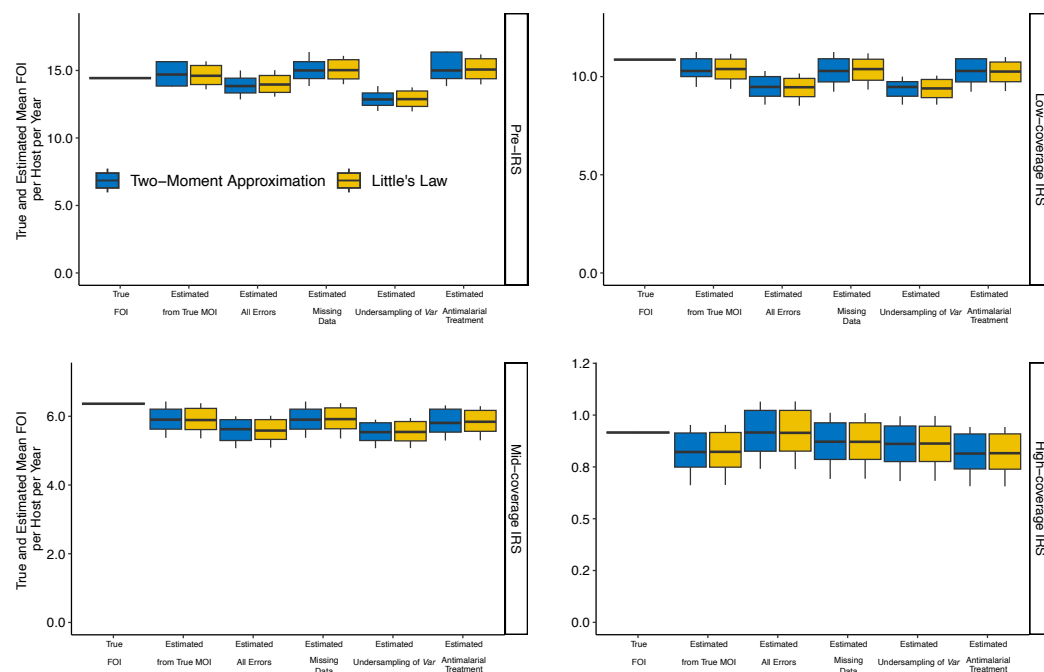 True and Estimated Mean FOI
per Host per Year
15.0
10.0
5.0
0.0
Two−Moment Approximation
Little's Law
Pre−IRS
True
FOI
Estimated
from True MOI
Estimated
All Errors
Estimated
Missing
Data
Estimated
Undersampling of Var
Estimated
Antimalarial
Treatment
10.0
5.0
0.0
Low−coverage IRS
True
FOI
Estimated
from True MOI
Estimated
All Errors
Estimated
Missing
Data
Estimated
Undersampling of Var
Estimated
Antimalarial
Treatment
True and Estimated Mean FOI
per Host per Year
6.0
4.0
2.0
0.0
Mid−coverage IRS
True
FOI
Estimated
from True MOI
Estimated
All Errors
Estimated
Missing
Data
Estimated
Undersampling of Var
Estimated
Antimalarial
Treatment
1.2
1.0
0.8
0.5
0.2
0.0
High−coverage IRS
True
FOI
Estimated
from True MOI
Estimated
All Errors
Estimated
Missing
Data
Estimated
Undersampling of Var
Estimated
Antimalarial
Treatment